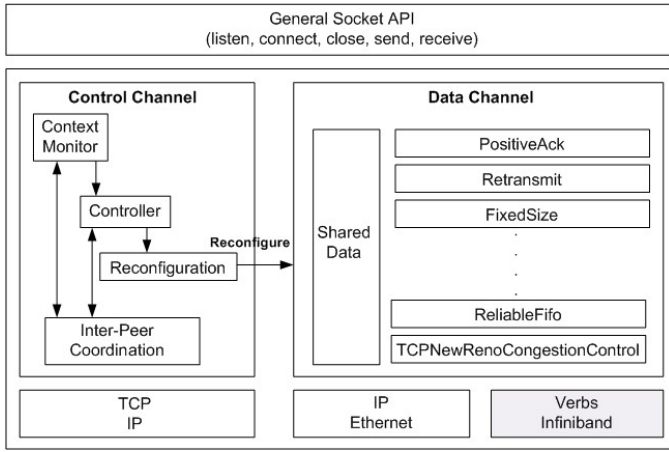 General Socket API
(listen, connect, close, send, receive)
Control Channel
Context
Monitor
Controller
Reconfiguration
Inter-Peer
Coordination
Reconfigure
Data Channel
Shared
Data
PositiveAck
Retransmit
FixedSize
ReliableFifo
TCPNewRenoCongestionControl
TCP
IP
IP
Ethernet
Verbs
Infiniband